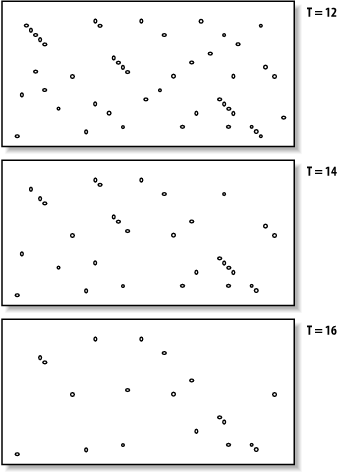 T = 12
T = 14
T = 16